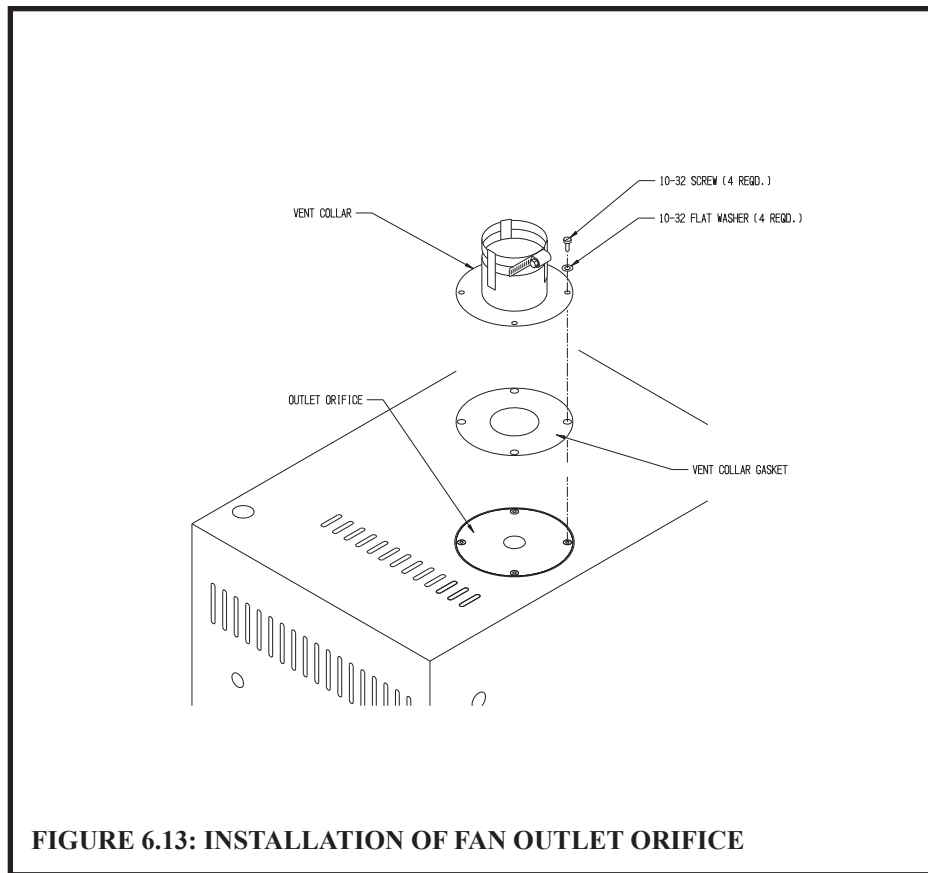 10-32 SCREW (4 REQD.)
VENT COLLAR
10-32 FLAT WASHER (4 REQD.)
OUTLET ORIFICE
VENT COLLAR GASKET
FIGURE 6.13: INSTALLATION OF FAN OUTLET ORIFICE